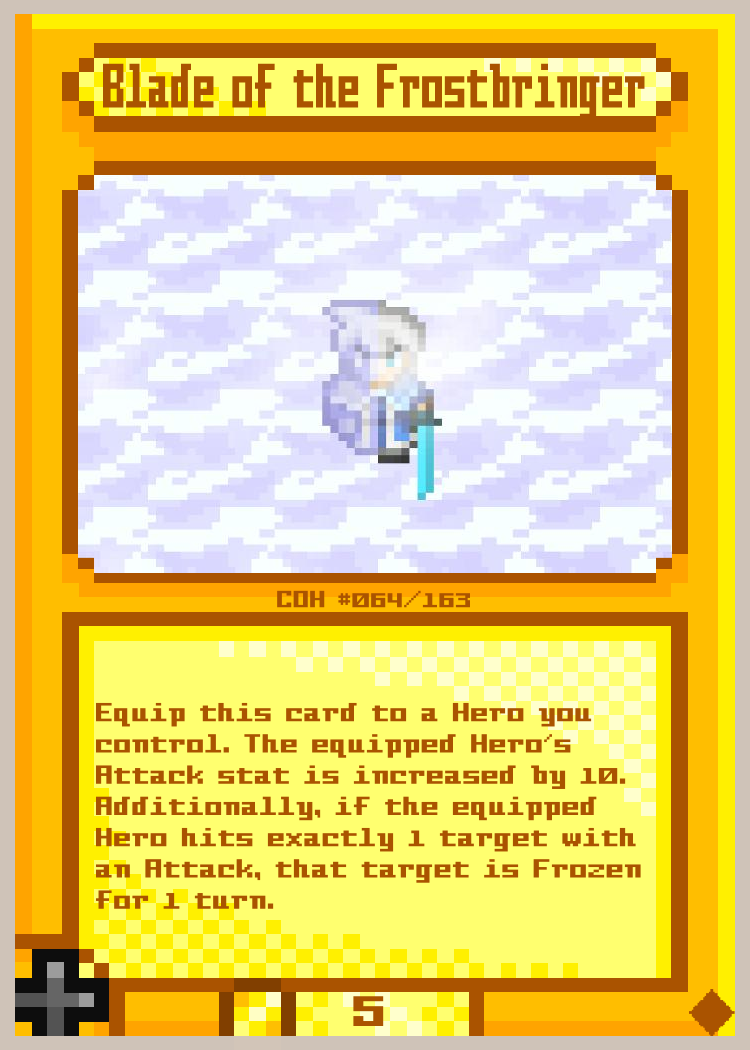 Blade of the Frostbringer
COH #064/163
Equip this card to a Hero you
control. The equipped Hero's
Attack stat is increased by 10.
Additionally, if the equipped
Hero hits exactly 1 target with
an Attack, that target is Frozen
for 1 turn.
5